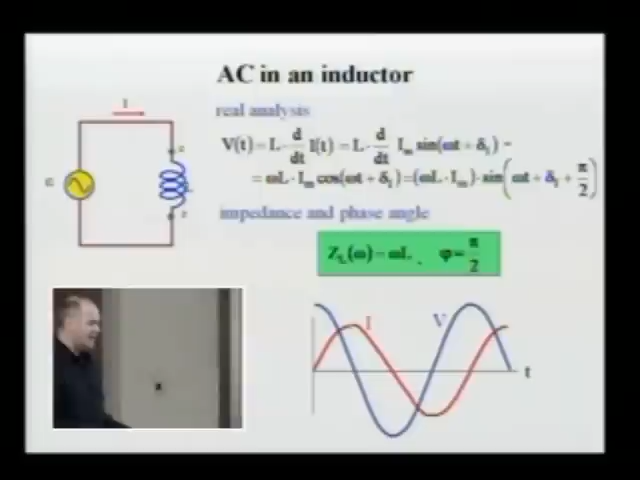 AC in an inductor
I
real analysis
V(t) = L · d/dt I(t) = L · d/dt I_m sin(ωt + δ_I) =
= ωL · I_m cos(ωt + δ_I) = (ωL · I_m) · sin(ωt + δ_I + π/2)
impedance and phase angle
Z_L(ω) = ωL, φ = π/2
I
V
t